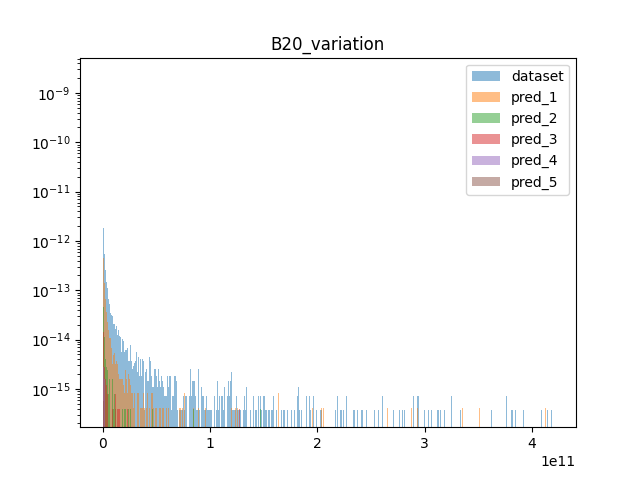 B20_variation
dataset
pred_1
pred_2
pred_3
pred_4
pred_5
10⁻⁹
10⁻¹⁰
10⁻¹¹
10⁻¹²
10⁻¹³
10⁻¹⁴
10⁻¹⁵
0 1 2 3 4
1e11